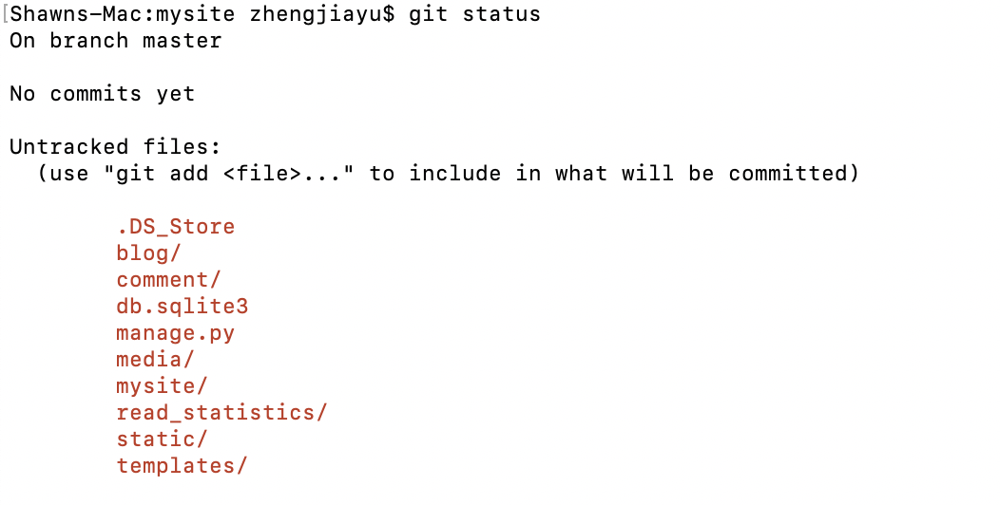 [Shawns-Mac:mysite zhengjiayu$ git status
On branch master
No commits yet
Untracked files:
(use "git add <file>..." to include in what will be committed)
.DS_Store
blog/
comment/
db.sqlite3
manage.py
media/
mysite/
read_statistics/
static/
templates/